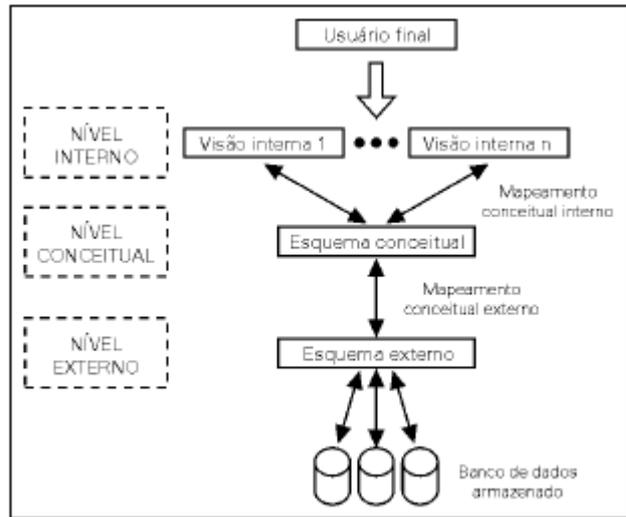 Usuário final
NÍVEL
INTERNO
Visão interna 1
Visão interna n
Mapeamento
conceitual interno
NÍVEL
CONCEITUAL
Esquema conceitual
Mapeamento
conceitual externo
NÍVEL
EXTERNO
Esquema externo
Banco de dados
armazenado